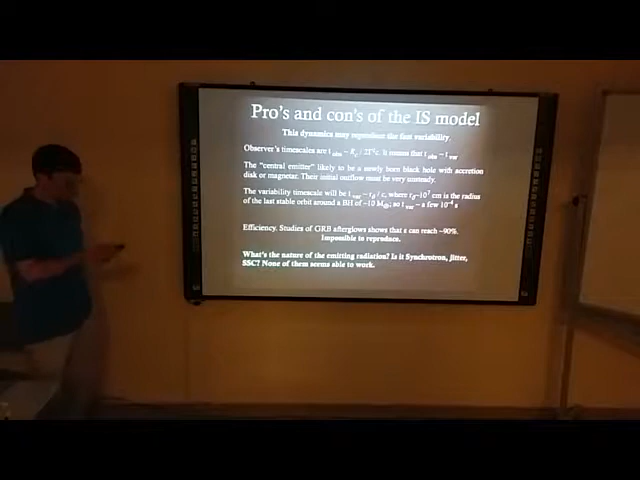 Pro's and con's of the IS model
This dynamics may reproduce the fast variability.
Observer's timescales are t obs ~ R / 2Γ²c. It means that t obs ~ t var
The "central emitter" likely to be a newly born black hole with accretion
disk or magnetar. Their initial outflow must be very unsteady.
The variability timescale will be t var ~ r₀ / c, where r₀~10⁷ cm is the radius
of the last stable orbit around a BH of ~10 M; so t var ~ a few 10⁻⁴ s
Efficiency. Studies of GRB afterglows shows that ε can reach ~90%.
Impossible to reproduce.
What's the nature of the emitting radiation? Is it Synchrotron, jitter,
SSC? None of them seems able to work.